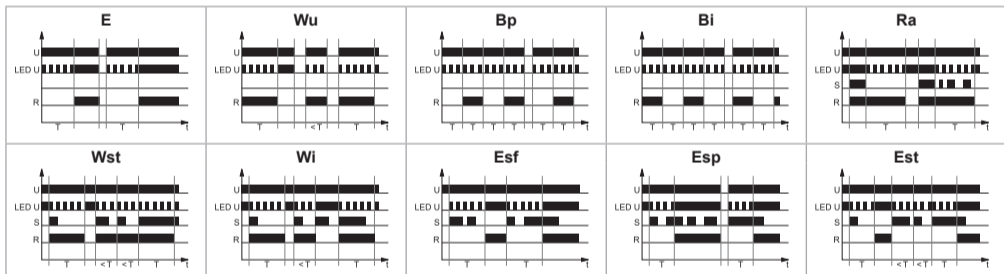 E
U
LED U
R
T T t
Wu
U
LED U
R
T <T T t
Bp
U
LED U
R
T T T T T T T t
Bi
U
LED U
R
T T T T T T T t
Ra
U
LED U
S
R
T T t
Wst
U
LED U
S
R
T <T <T T t
Wi
U
LED U
S
R
T <T T t
Esf
U
LED U
S
R
T T t
Esp
U
LED U
S
R
T T t
Est
U
LED U
S
R
T <T <T T t